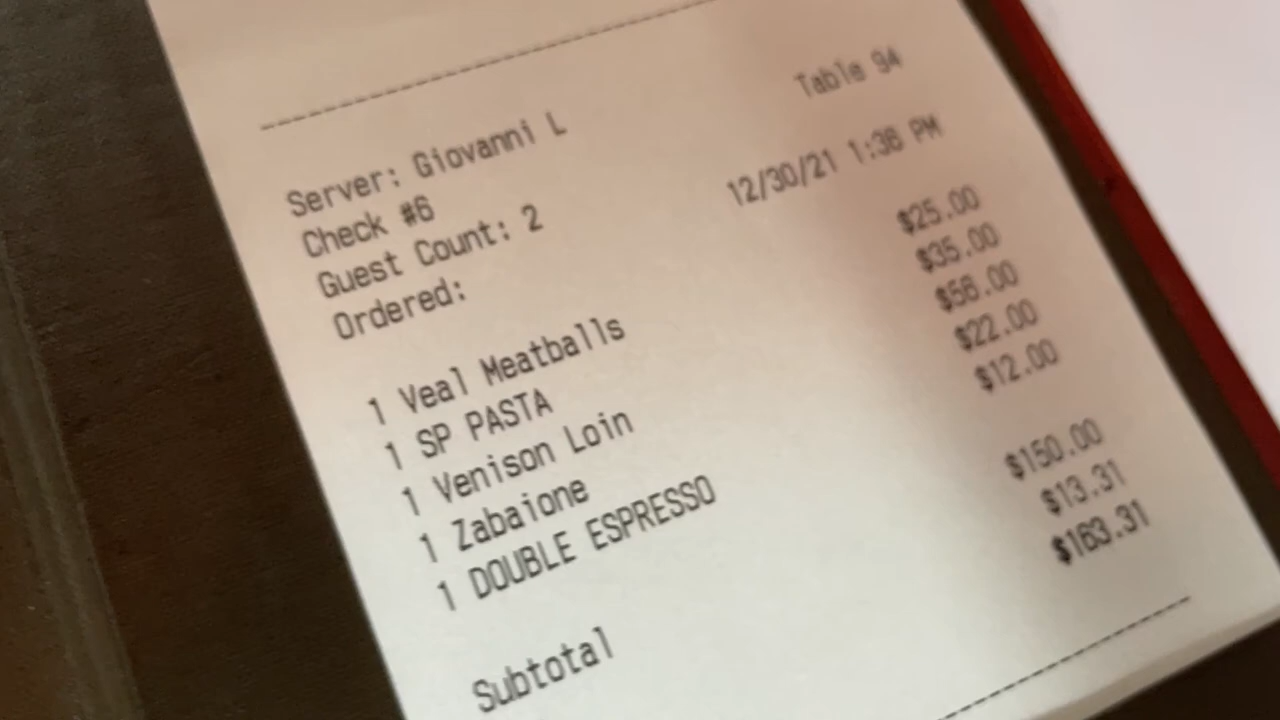 Table 94
Server: Giovanni L
Check #6
Guest Count: 2 12/30/21 1:36 PM
Ordered:
1 Veal Meatballs $25.00
1 SP PASTA $35.00
1 Venison Loin $56.00
1 Zabaione $22.00
1 DOUBLE ESPRESSO $12.00
Subtotal $150.00
$13.31
$163.31